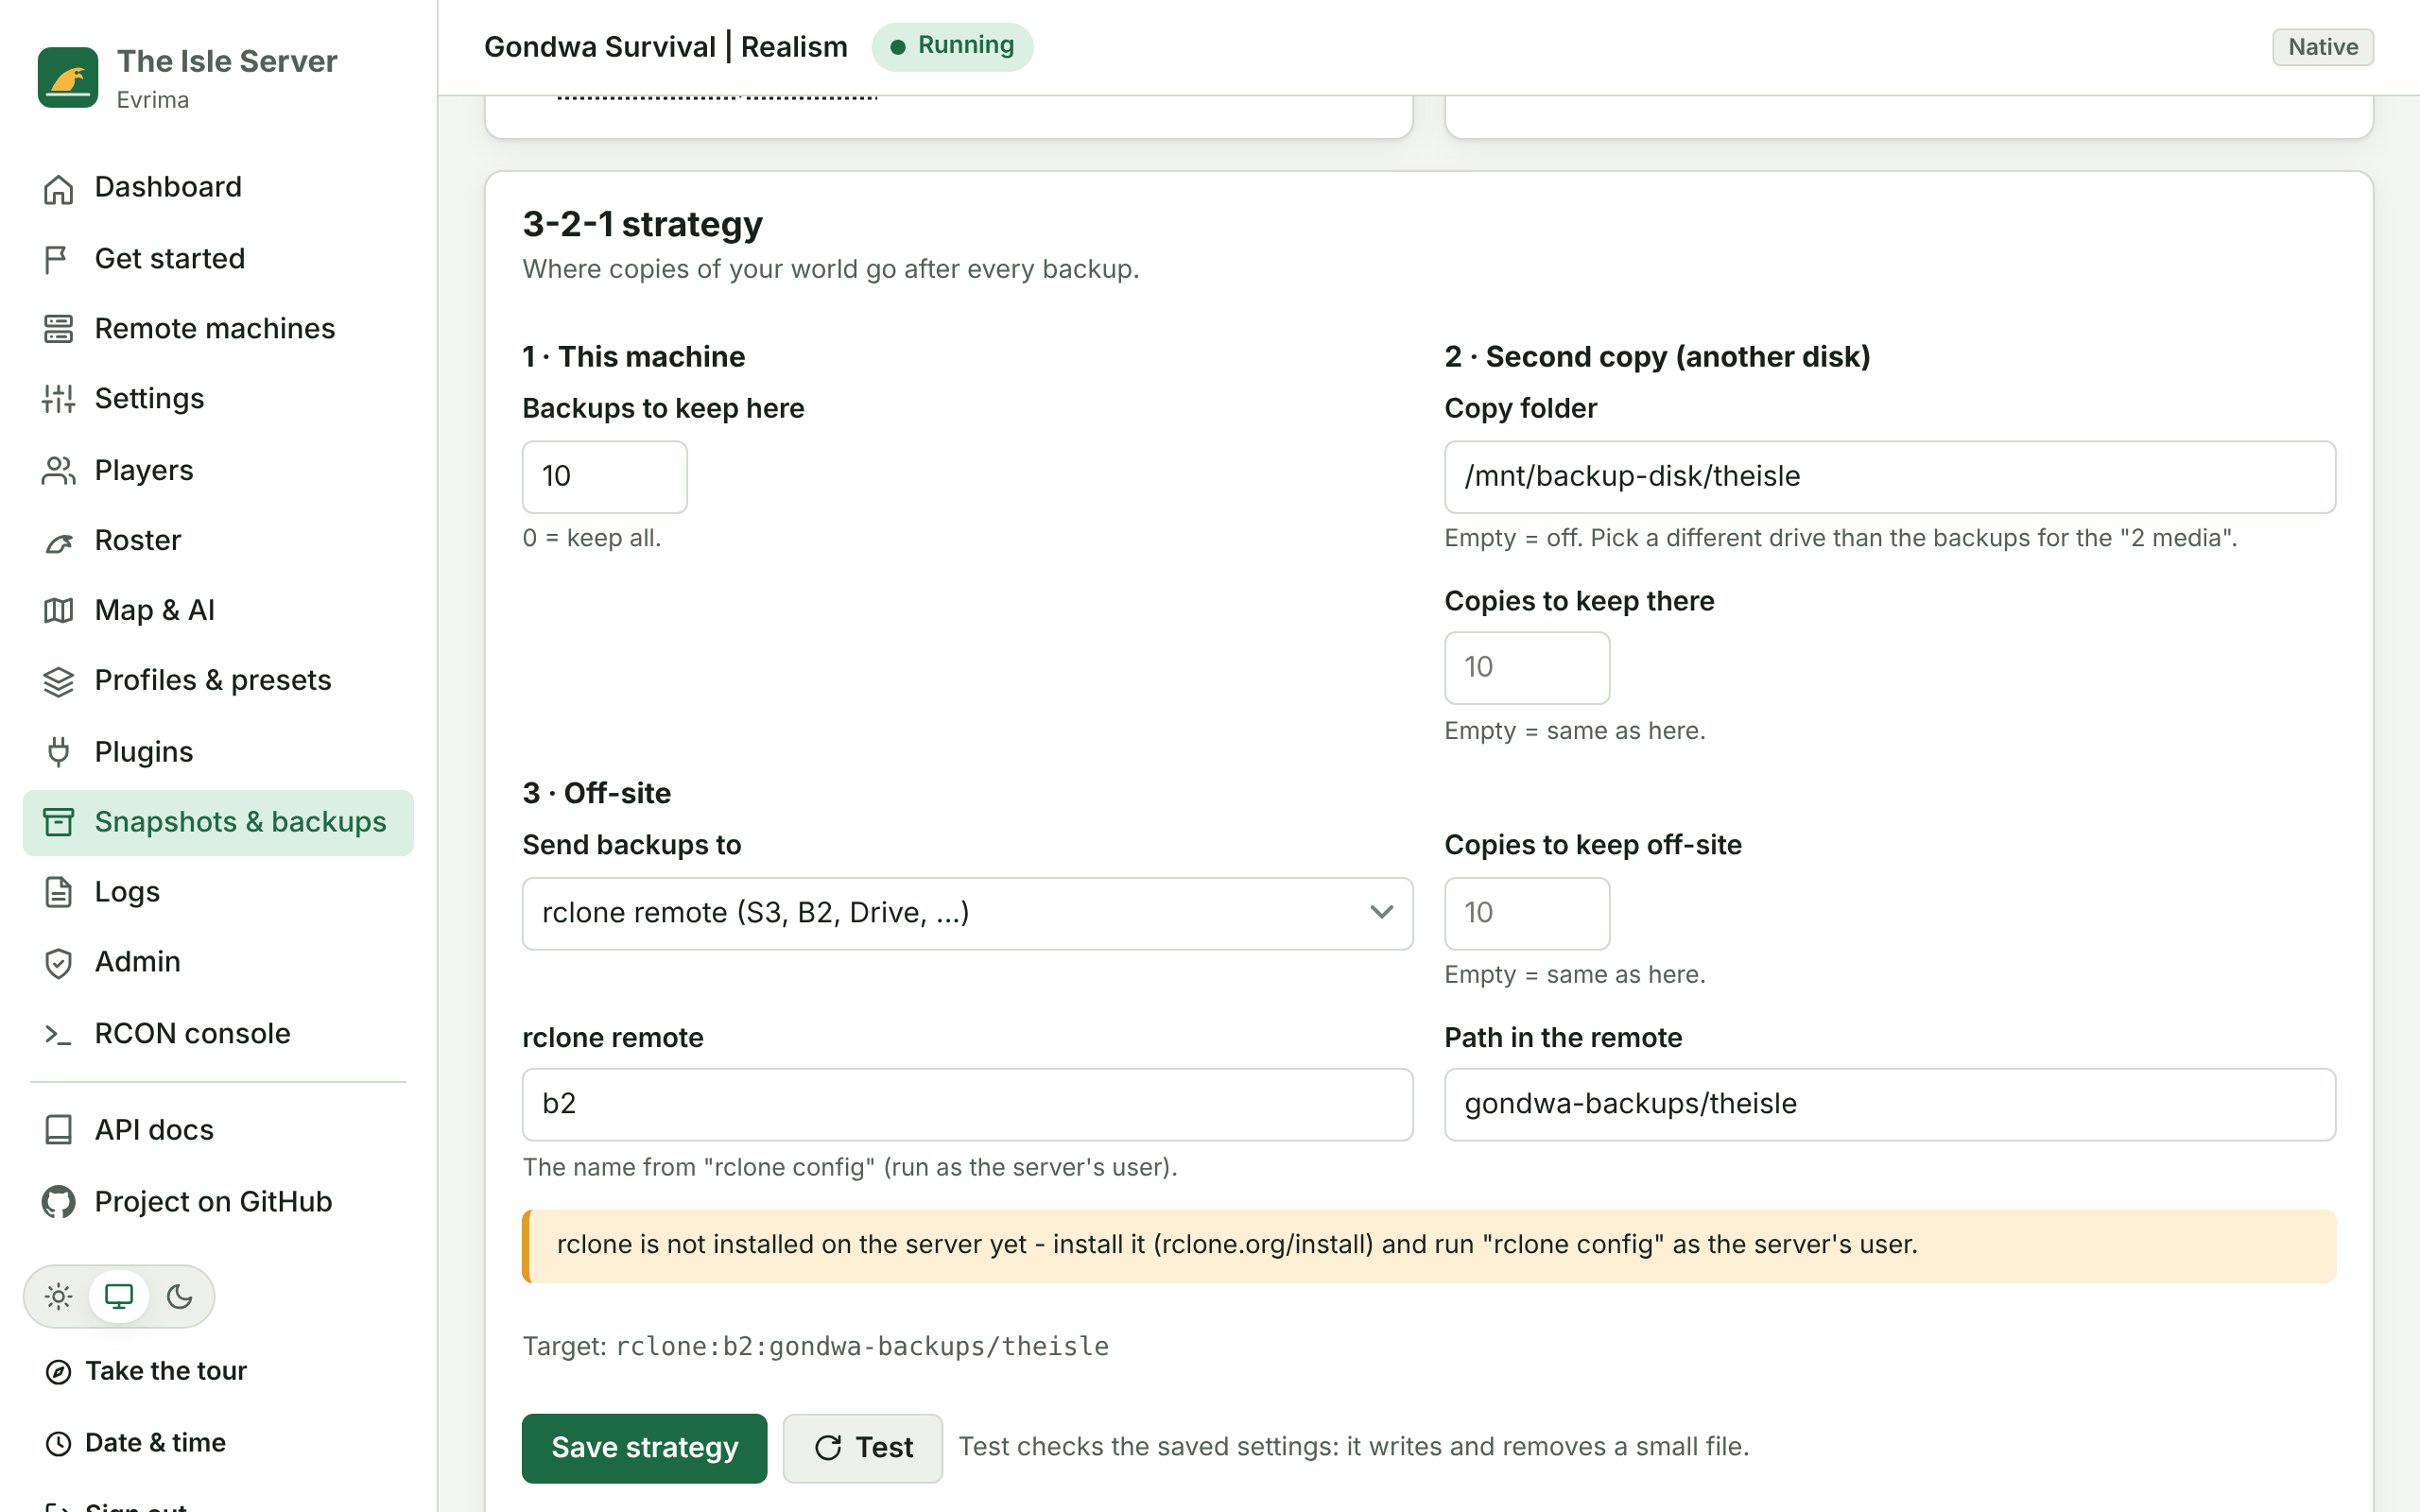 The Isle Server
Evrima
Dashboard
Get started
Remote machines
Settings
Players
Roster
Map & AI
Profiles & presets
Plugins
Snapshots & backups
Logs
Admin
RCON console
API docs
Project on GitHub
Take the tour
Date & time
Sign out
Gondwa Survival | Realism
Running
Native
3-2-1 strategy
Where copies of your world go after every backup.
1 · This machine
Backups to keep here
10
0 = keep all.
2 · Second copy (another disk)
Copy folder
/mnt/backup-disk/theisle
Empty = off. Pick a different drive than the backups for the "2 media".
Copies to keep there
10
Empty = same as here.
3 · Off-site
Send backups to
rclone remote (S3, B2, Drive, ...)
Copies to keep off-site
10
Empty = same as here.
rclone remote
b2
The name from "rclone config" (run as the server's user).
Path in the remote
gondwa-backups/theisle
rclone is not installed on the server yet - install it (rclone.org/install) and run "rclone config" as the server's user.
Target: rclone:b2:gondwa-backups/theisle
Save strategy
Test
Test checks the saved settings: it writes and removes a small file.